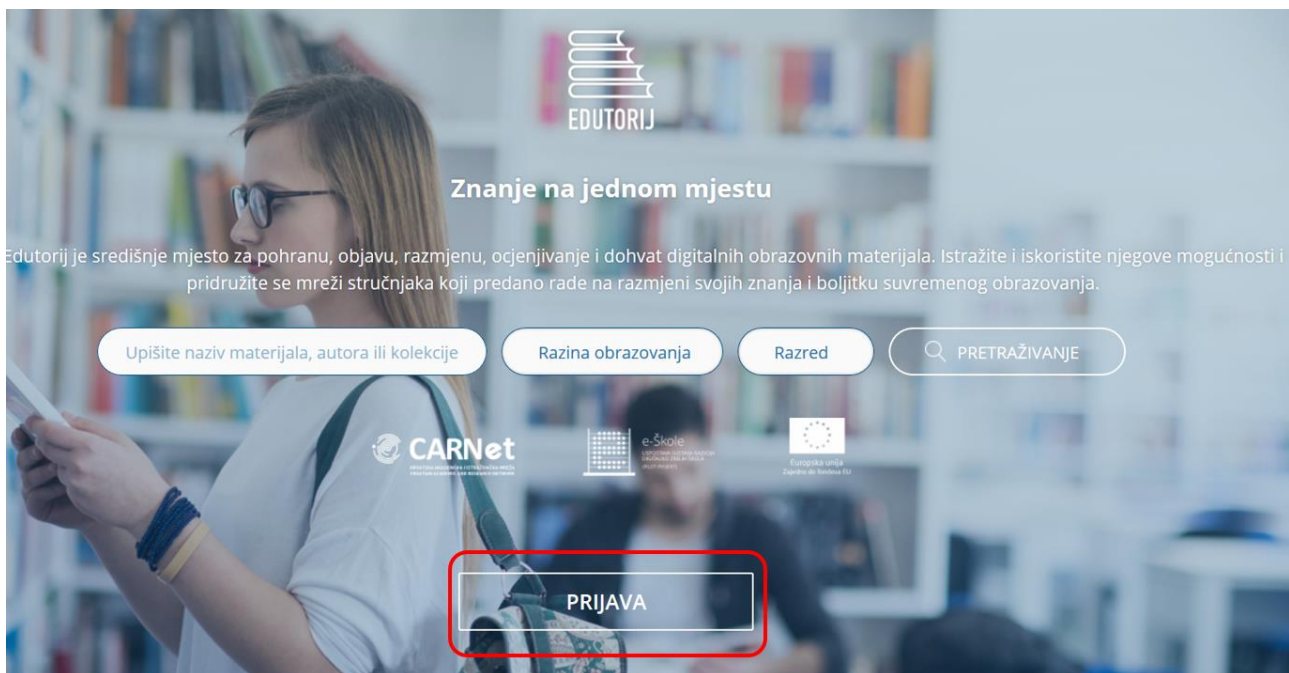 EDUTORIJ
Znanje na jednom mjestu
Edutorij je središnje mjesto za pohranu, objavu, razmjenu, ocjenjivanje i dohvat digitalnih obrazovnih materijala. Istražite i iskoristite njegove mogućnosti i
pridružite se mreži stručnjaka koji predano rade na razmjeni svojih znanja i boljitku suvremenog obrazovanja.
Upišite naziv materijala, autora ili kolekcije
Razina obrazovanja
Razred
PRETRAŽIVANJE
CARNet
e-Škole
Europska unija
PRIJAVA